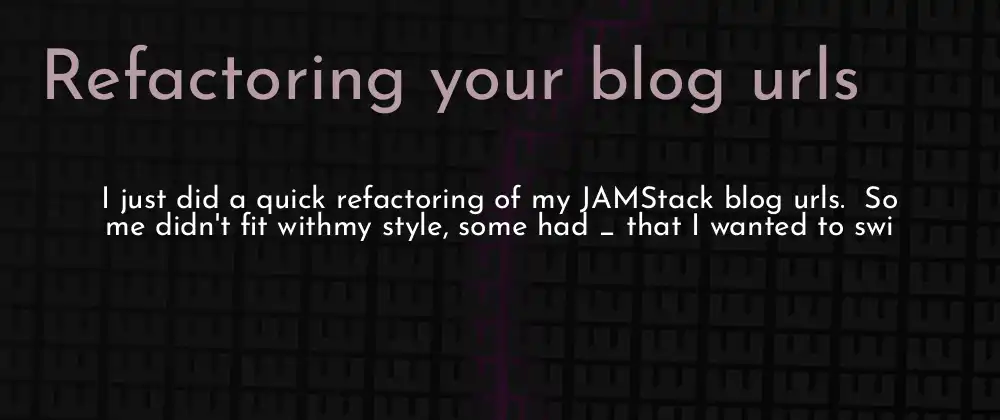 Refactoring your blog urls
I just did a quick refactoring of my JAMStack blog urls.  So
me didn't fit withmy style, some had _ that I wanted to swi